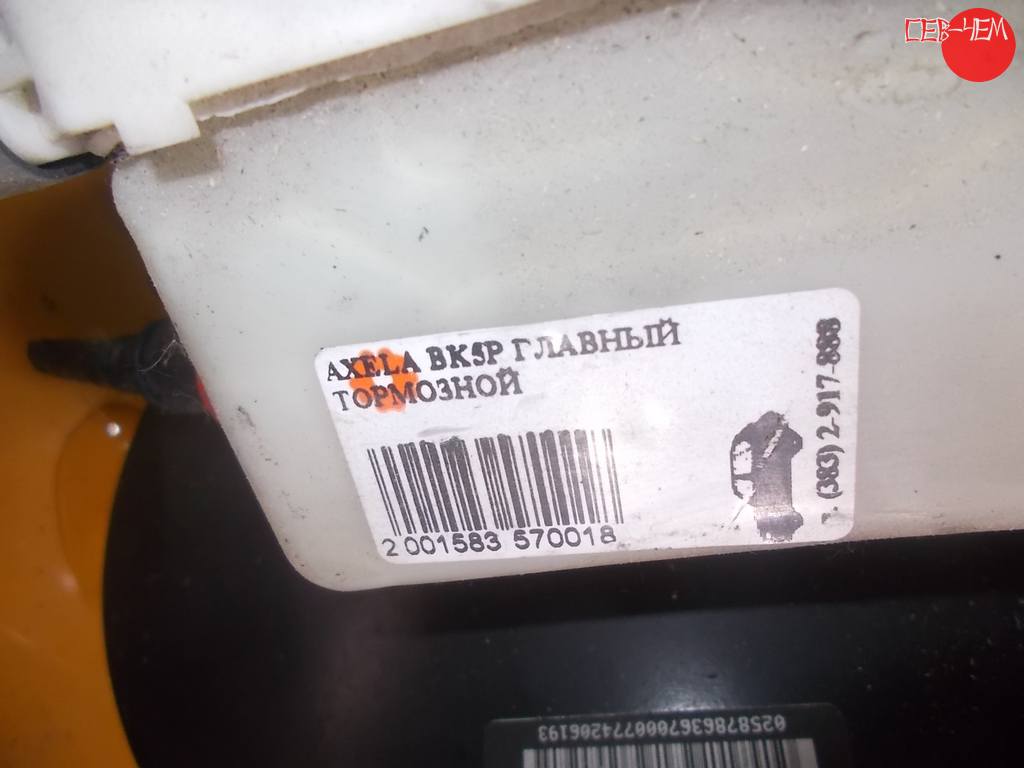 СЕВ-ЧЕМ
AXELA BK5P ГЛАВНЫЙ
ТОРМОЗНОЙ
2 001583 570018
т. (383) 2-917-888
0258786367000774206193